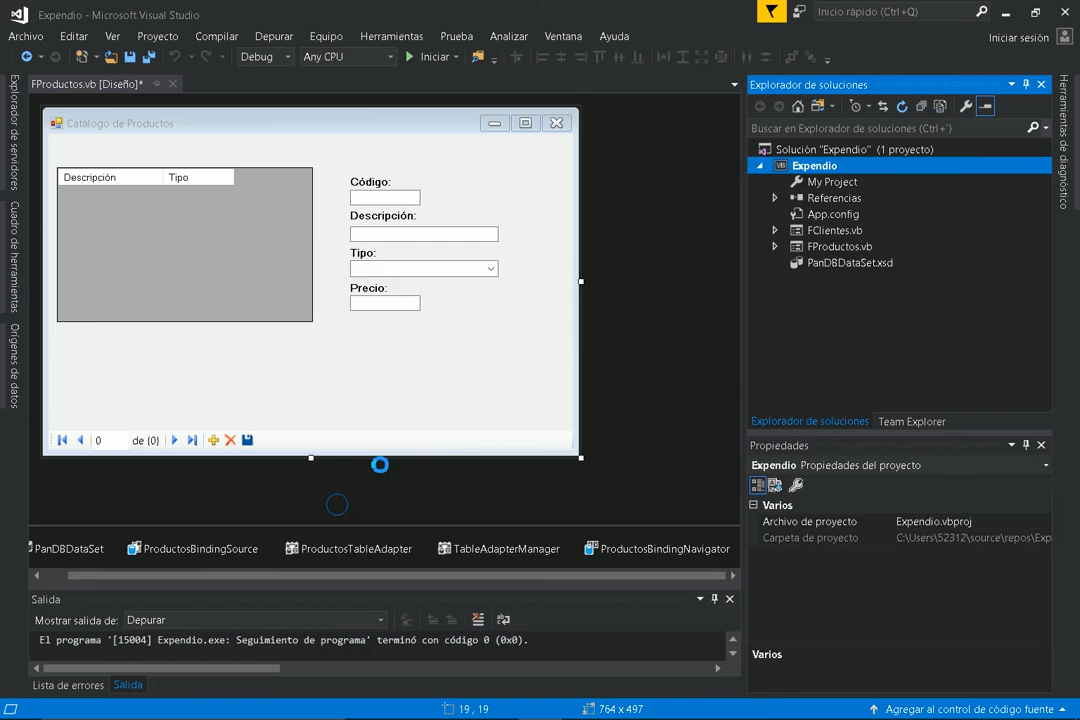 Expendio - Microsoft Visual Studio
Inicio rápido (Ctrl+Q)
Archivo Editar Ver Proyecto Compilar Depurar Equipo Herramientas Prueba Analizar Ventana Ayuda
Iniciar sesión
Debug Any CPU Iniciar
Explorador de servidores
Cuadro de herramientas
Orígenes de datos
FProductos.vb [Diseño]*
Catálogo de Productos
Descripción Tipo
Código:
Descripción:
Tipo:
Precio:
0 de {0}
PanDBDataSet ProductosBindingSource ProductosTableAdapter TableAdapterManager ProductosBindingNavigator
Salida
Mostrar salida de: Depurar
El programa '[15004] Expendio.exe: Seguimiento de programa' terminó con código 0 (0x0).
Lista de errores Salida
Explorador de soluciones
Buscar en Explorador de soluciones (Ctrl+´)
Solución "Expendio" (1 proyecto)
VB Expendio
My Project
Referencias
App.config
FClientes.vb
FProductos.vb
PanDBDataSet.xsd
Explorador de soluciones Team Explorer
Propiedades
Expendio Propiedades del proyecto
Varios
Archivo de proyecto Expendio.vbproj
Carpeta de proyecto C:\Users\52312\source\repos\Exp
Varios
Herramientas de diagnóstico
19 , 19 764 x 497 Agregar al control de código fuente